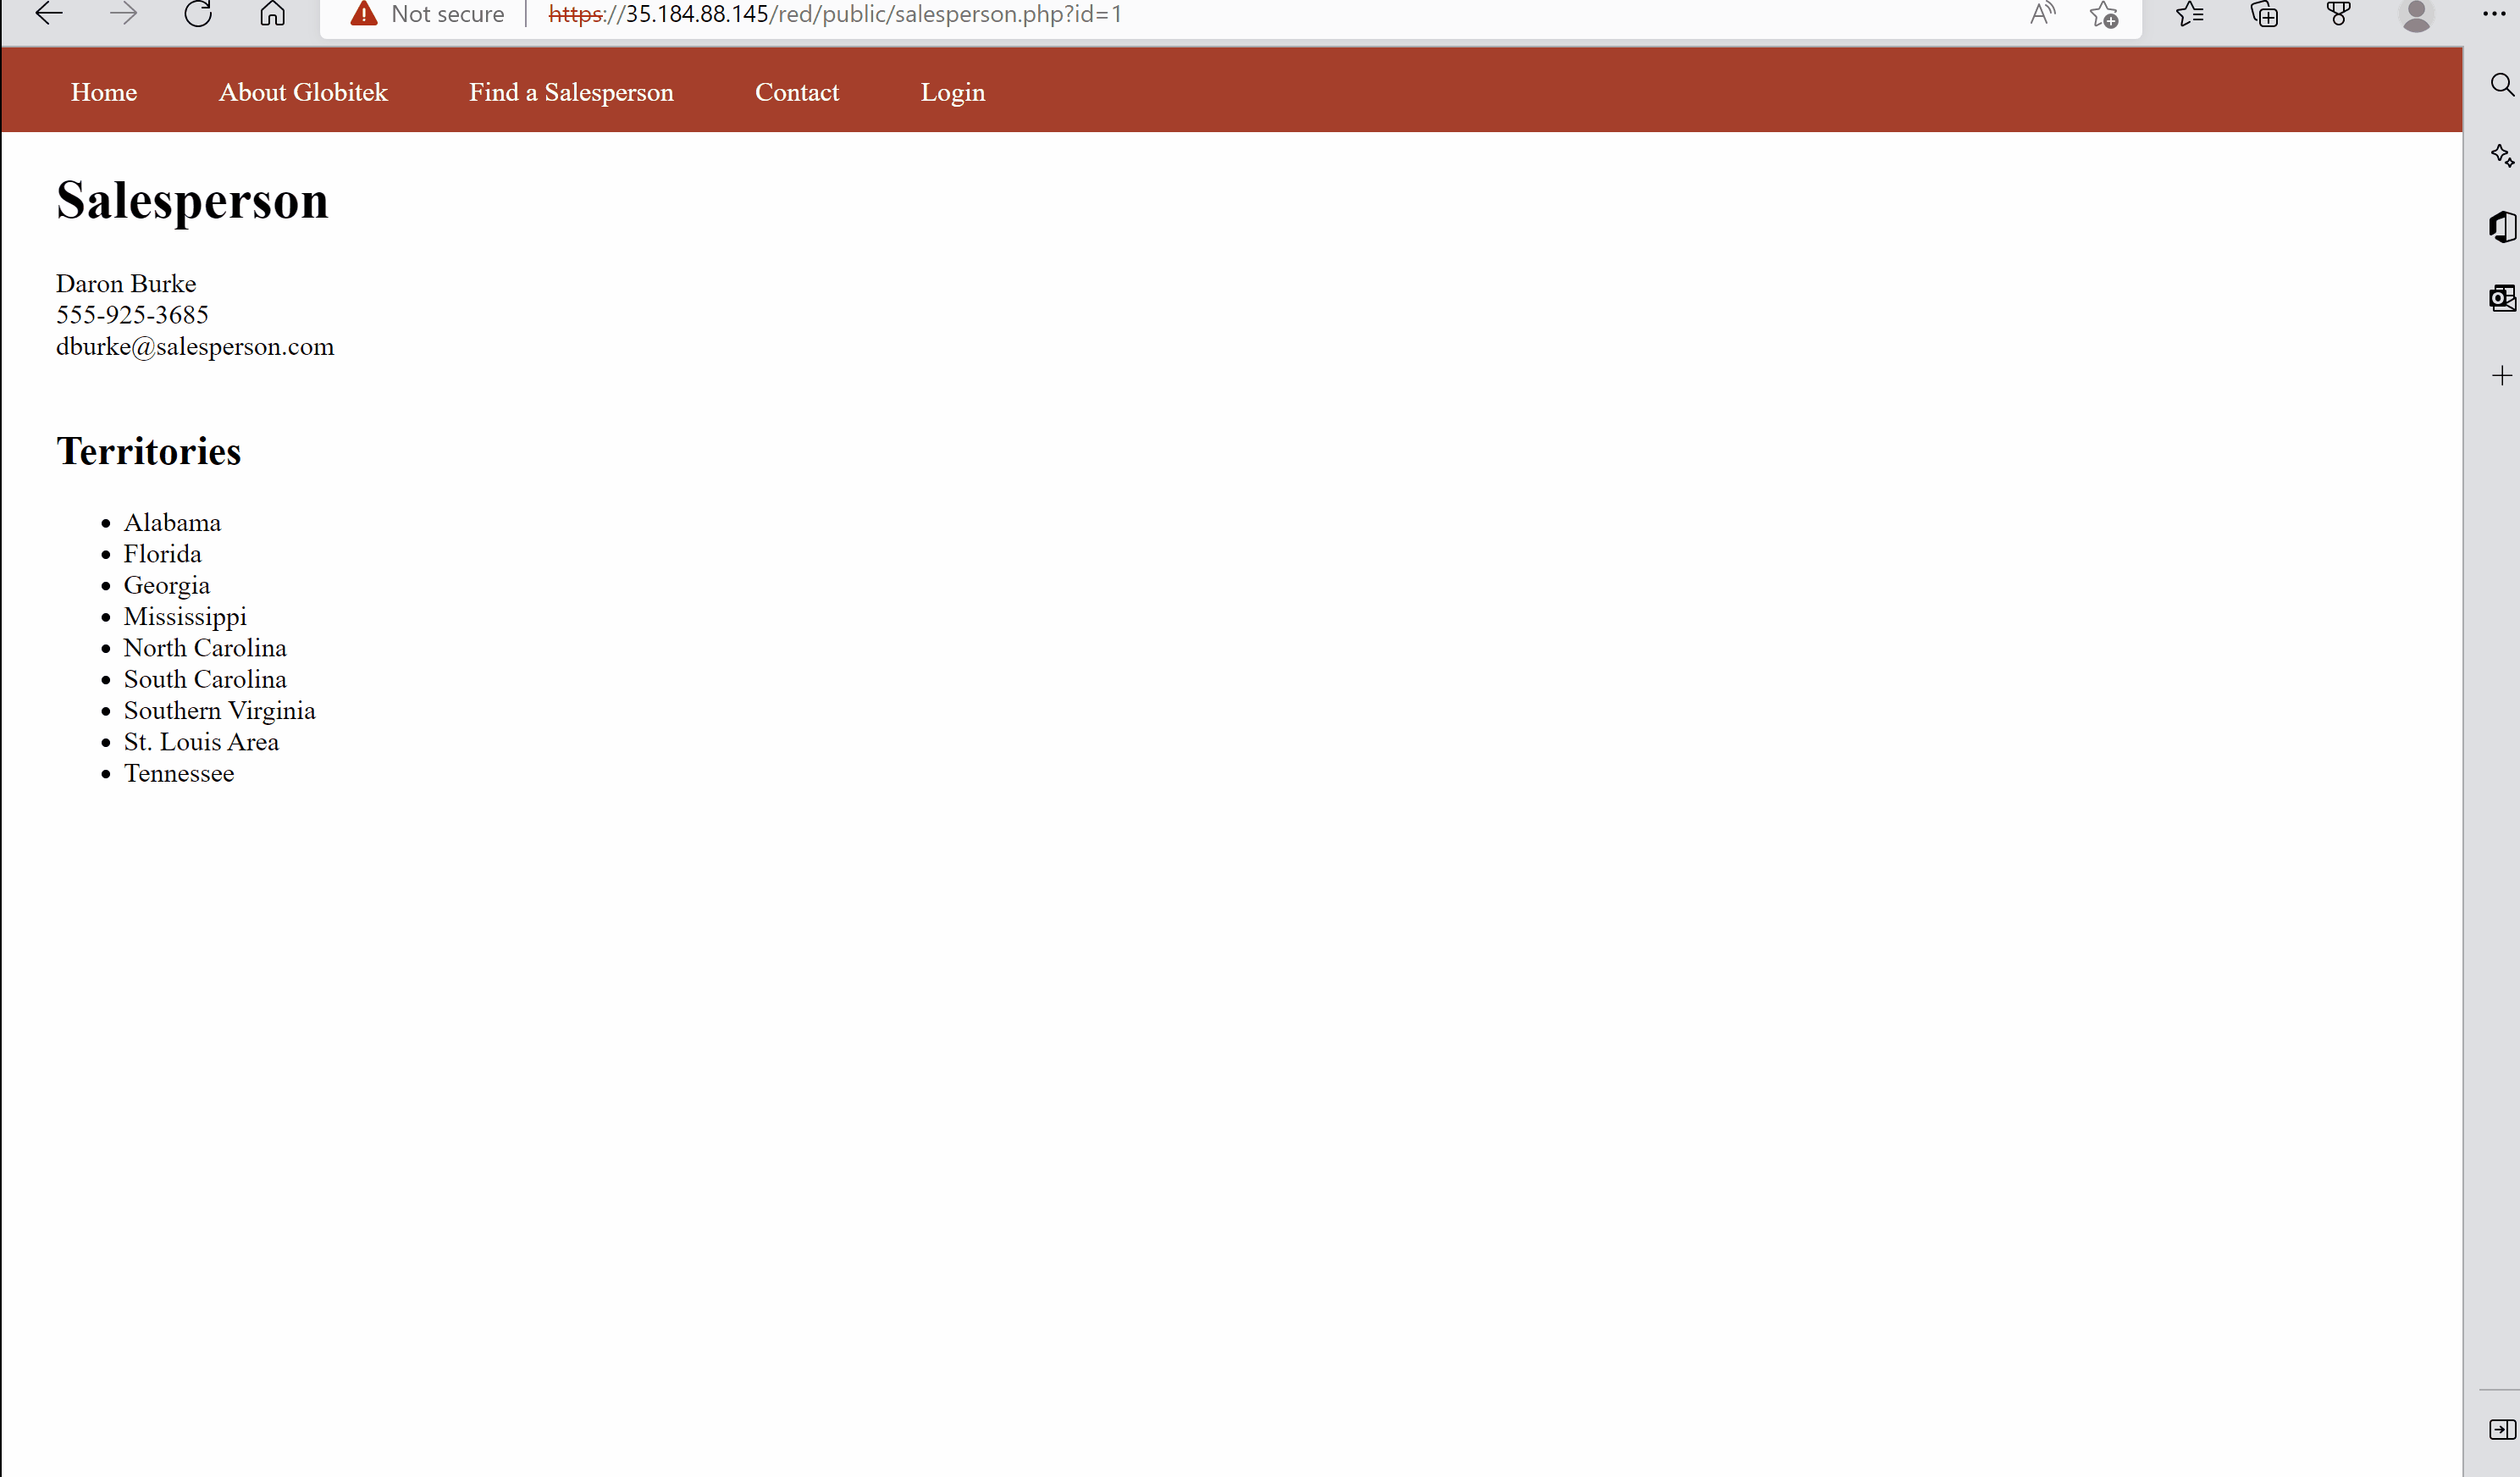 Not secure https://35.184.88.145/red/public/salesperson.php?id=1
Home About Globitek Find a Salesperson Contact Login
Salesperson
Daron Burke
555-925-3685
dburke@salesperson.com
Territories
Alabama
Florida
Georgia
Mississippi
North Carolina
South Carolina
Southern Virginia
St. Louis Area
Tennessee